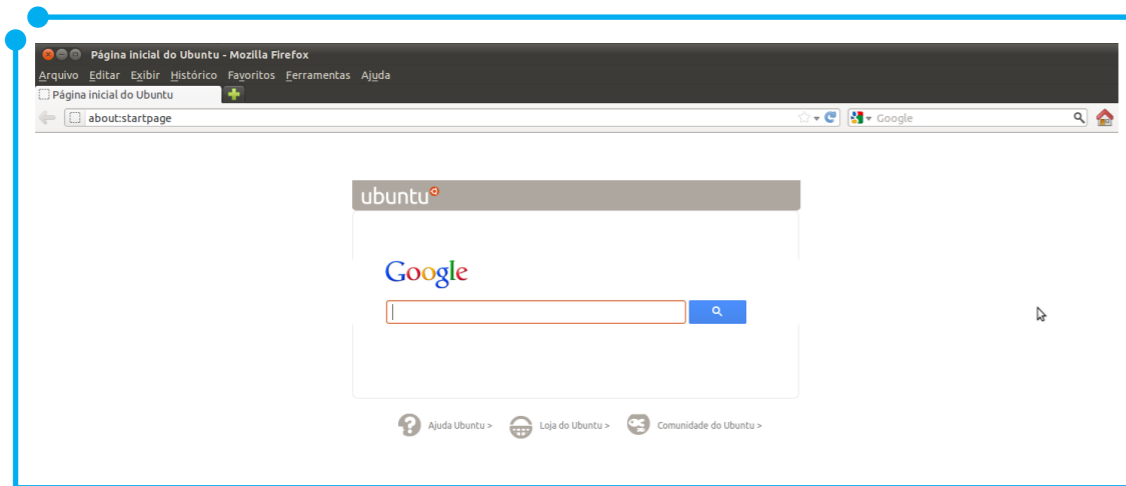 Página inicial do Ubuntu - Mozilla Firefox
Arquivo Editar Exibir Histórico Favoritos Ferramentas Ajuda
Página inicial do Ubuntu
about:startpage Google
ubuntu
Google
Ajuda Ubuntu > Loja do Ubuntu > Comunidade do Ubuntu >